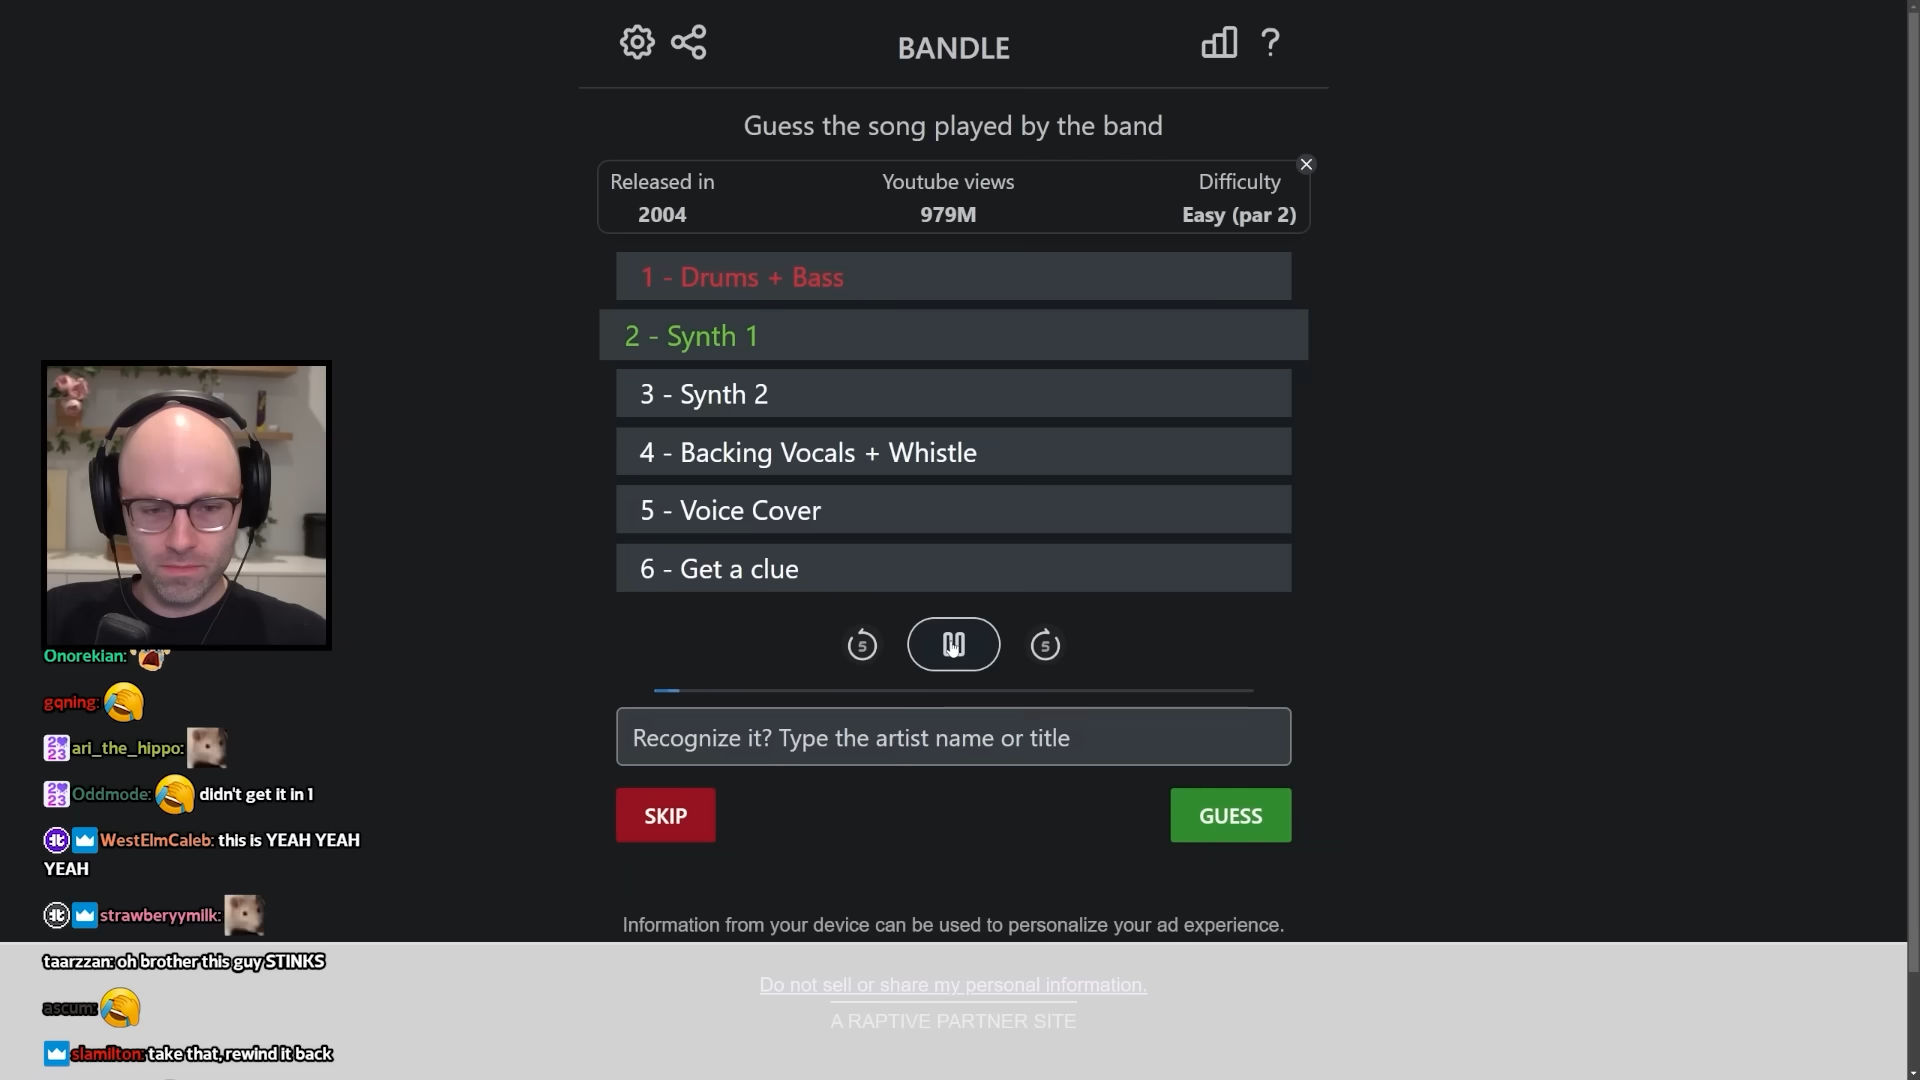 BANDLE
?
Guess the song played by the band
Released in
2004
Youtube views
979M
Difficulty
Easy (par 2)
1 - Drums + Bass
2 - Synth 1
3 - Synth 2
4 - Backing Vocals + Whistle
5 - Voice Cover
6 - Get a clue
5
5
Recognize it? Type the artist name or title
SKIP
GUESS
Information from your device can be used to personalize your ad experience.
Do not sell or share my personal information.
A RAPTIVE PARTNER SITE
Onorekian:
gqning:
ari_the_hippo:
Oddmode: didn't get it in 1
WestElmCaleb: this is YEAH YEAH
YEAH
strawberyymilk:
taarzzan: oh brother this guy STINKS
ascum:
slamilton: take that, rewind it back